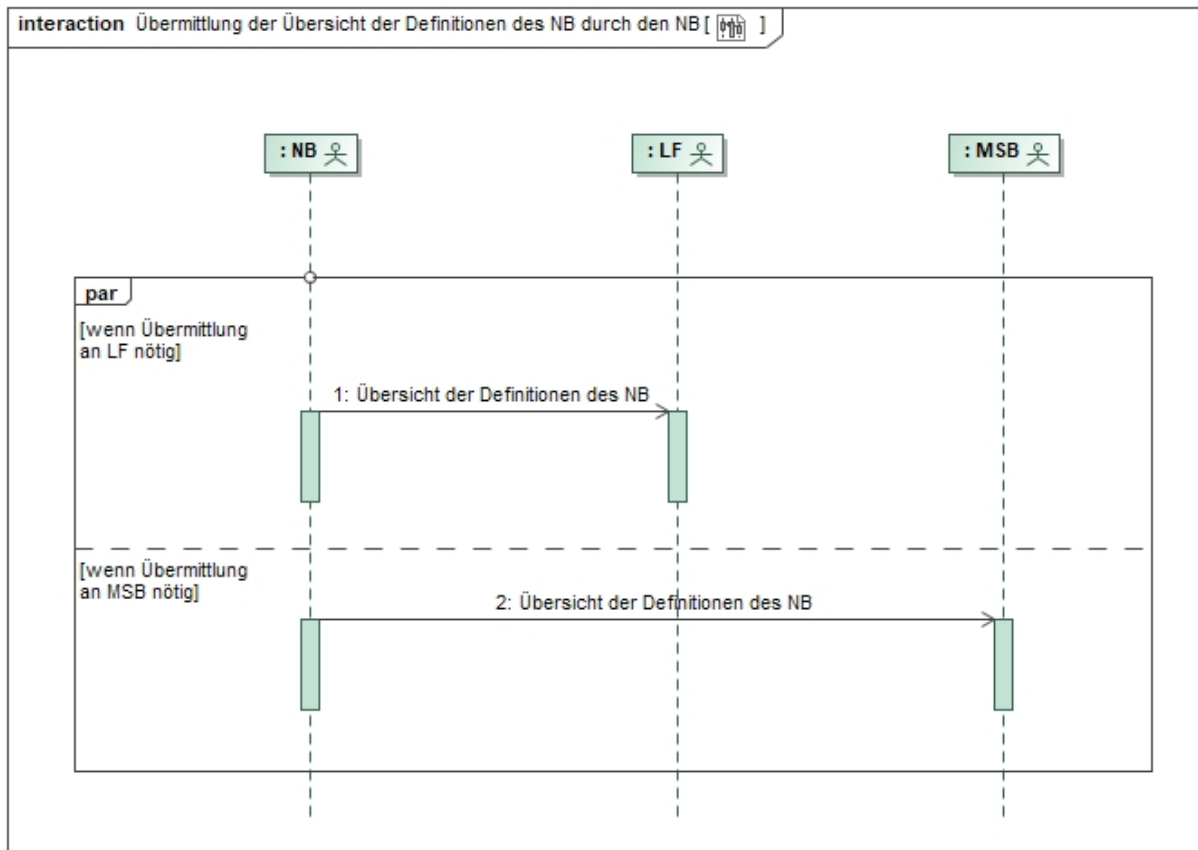 interaction Übermittlung der Übersicht der Definitionen des NB durch den NB [ ]
: NB
: LF
: MSB
par
[wenn Übermittlung
an LF nötig]
1: Übersicht der Definitionen des NB
[wenn Übermittlung
an MSB nötig]
2: Übersicht der Definitionen des NB